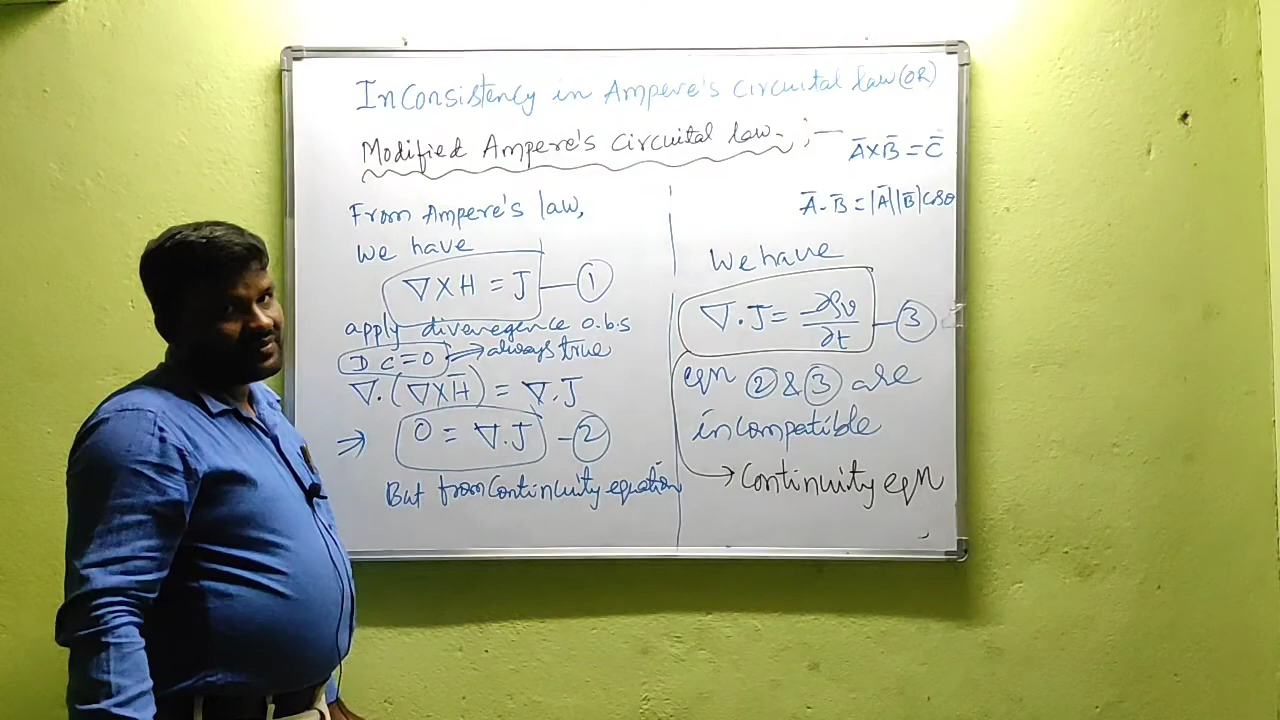 InConsistency in Ampere's Circuital law (OR)
Modified Ampere's Circuital law. ;—
A̅ X B̅ = C̅
A̅ . B̅ = |A̅| |B̅| cosθ
From Ampere's law,
we have
∇ X H = J — ①
apply divenegence o.b.s
D C = 0 ⇒ always true
∇ . (∇ X H̅) = ∇ . J
⇒ 0 = ∇ . J — ②
But from Continuity equation
we have
∇ . J = -∂ρv/∂t — ③
eqn ② & ③ are
incompatible
→ Continuity eqn